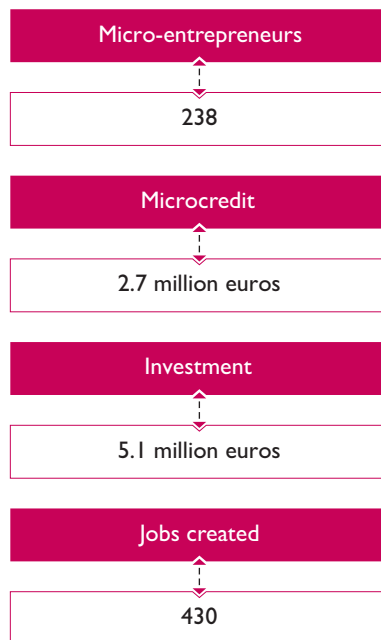 Micro-entrepreneurs
238
Microcredit
2.7 million euros
Investment
5.1 million euros
Jobs created
430